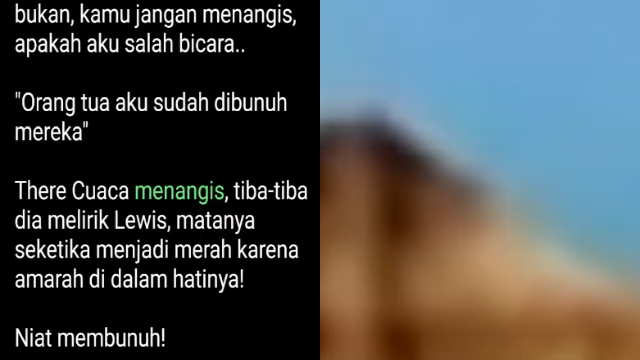 bukan, kamu jangan menangis,
apakah aku salah bicara..
"Orang tua aku sudah dibunuh
mereka"
There Cuaca menangis, tiba-tiba
dia melirik Lewis, matanya
seketika menjadi merah karena
amarah di dalam hatinya!
Niat membunuh!